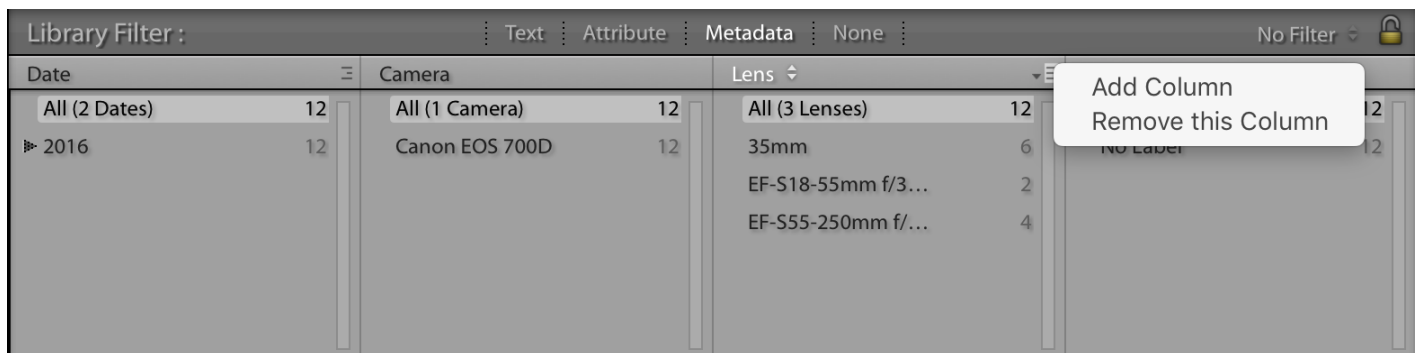 Library Filter : Text Attribute Metadata None No Filter
Date Camera Lens
All (2 Dates) 12 All (1 Camera) 12 All (3 Lenses) 12 12
2016 12 Canon EOS 700D 12 35mm 6 No Label 12
EF-S18-55mm f/3... 2
EF-S55-250mm f/... 4
Add Column
Remove this Column